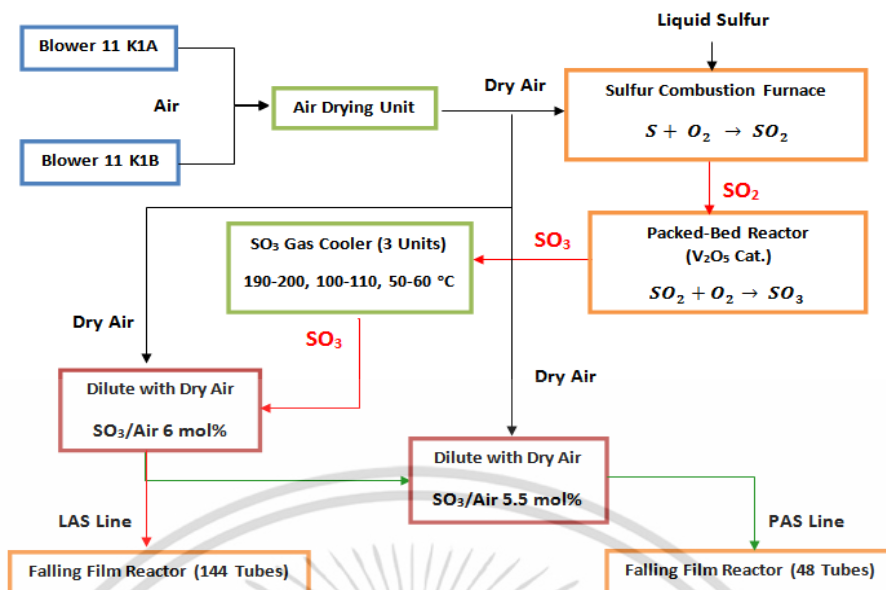 Liquid Sulfur
Blower 11 K1A
Air
Blower 11 K1B
Air Drying Unit
Dry Air
Sulfur Combustion Furnace
S + O₂ → SO₂
SO₂
Packed-Bed Reactor
(V₂O₅ Cat.)
SO₂ + O₂ → SO₃
SO₃
SO₃ Gas Cooler (3 Units)
190-200, 100-110, 50-60 °C
SO₃
Dry Air
Dry Air
Dilute with Dry Air
SO₃/Air 6 mol%
Dilute with Dry Air
SO₃/Air 5.5 mol%
LAS Line
PAS Line
Falling Film Reactor (144 Tubes)
Falling Film Reactor (48 Tubes)